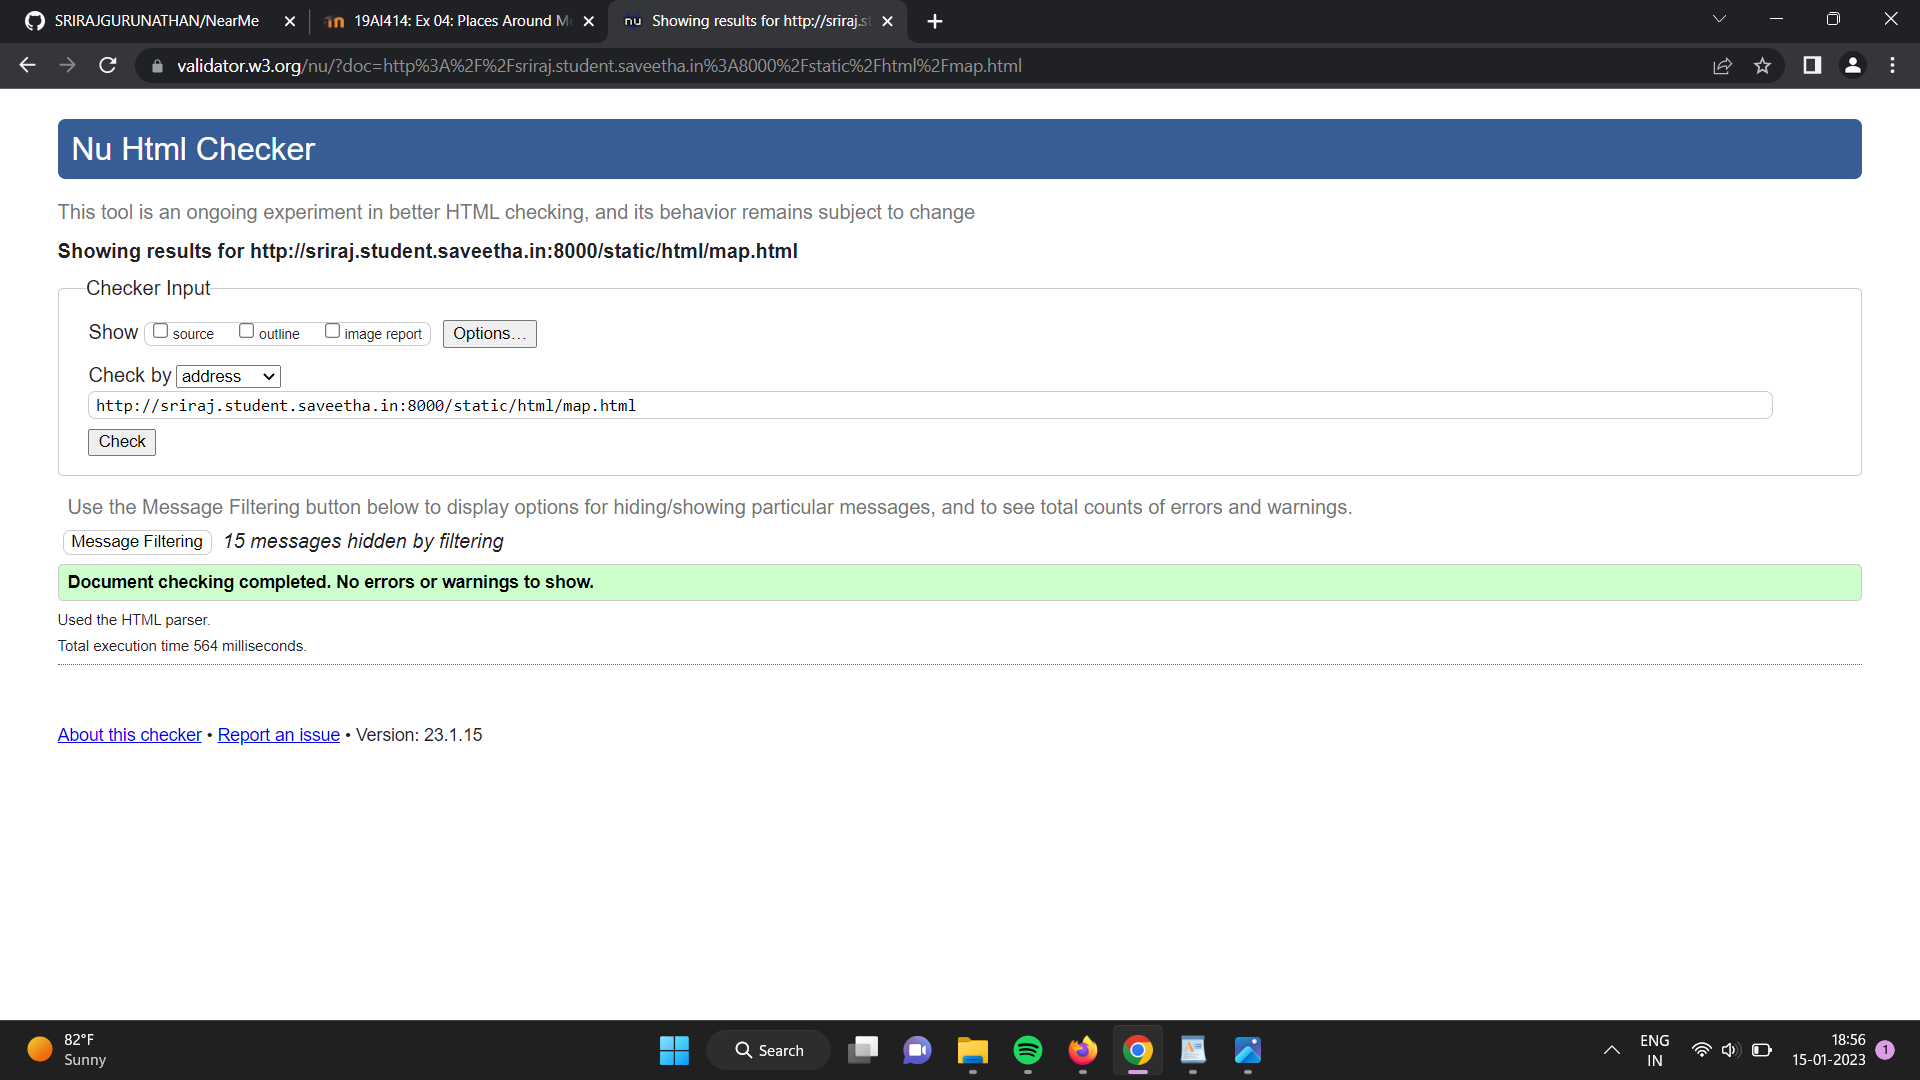 SRIRAJGURUNATHAN/NearMe
19AI414: Ex 04: Places Around M
nu Showing results for http://sriraj.s
validator.w3.org/nu/?doc=http%3A%2F%2Fsriraj.student.saveetha.in%3A8000%2Fstatic%2Fhtml%2Fmap.html
Nu Html Checker
This tool is an ongoing experiment in better HTML checking, and its behavior remains subject to change
Showing results for http://sriraj.student.saveetha.in:8000/static/html/map.html
Checker Input
Show source outline image report Options...
Check by address
http://sriraj.student.saveetha.in:8000/static/html/map.html
Check
Use the Message Filtering button below to display options for hiding/showing particular messages, and to see total counts of errors and warnings.
Message Filtering 15 messages hidden by filtering
Document checking completed. No errors or warnings to show.
Used the HTML parser.
Total execution time 564 milliseconds.
About this checker • Report an issue • Version: 23.1.15
82°F
Sunny
Search
ENG
IN
18:56
15-01-2023
1